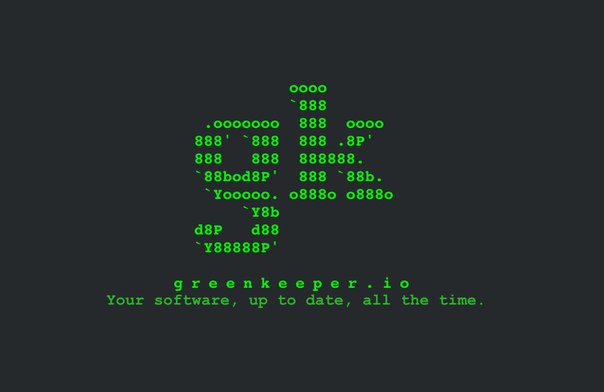 oooo
               `888
      .ooooooo  888  oooo
     888' `888  888 .8P'
     888   888  888888.
     `88bod8P'  888 `88b.
      `Yooooo. o888o o888o
          `Y8b
     d8P   d88
     `Y88888P'
g r e e n k e e p e r . i o
Your software, up to date, all the time.